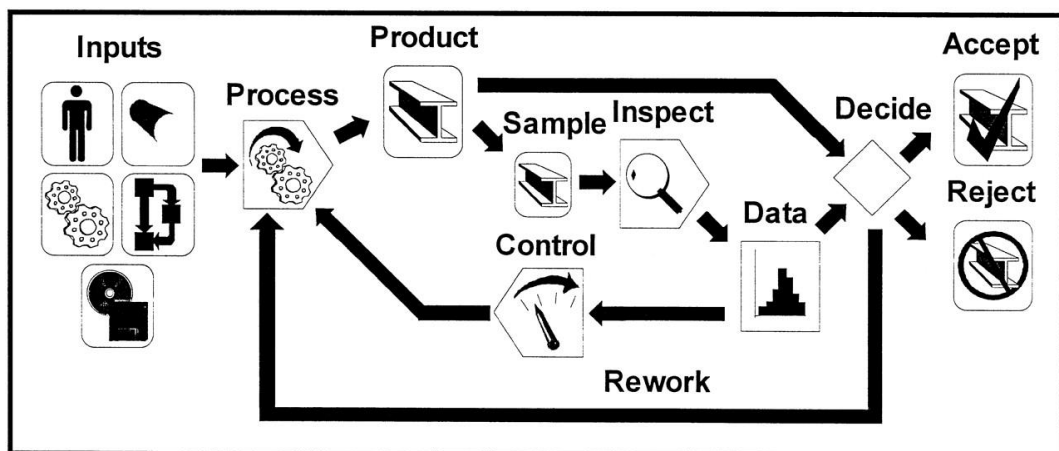 Inputs
Process
Product
Sample
Inspect
Control
Data
Decide
Accept
Reject
Rework